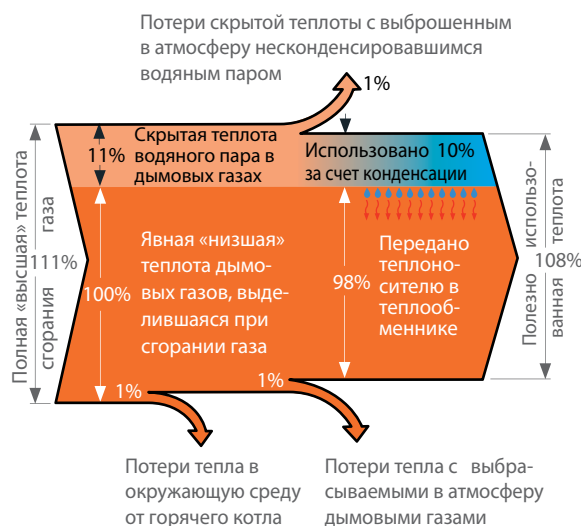 Потери скрытой теплоты с выброшенным
в атмосферу несконденсировавшимся
водяным паром
1%
11%
Скрытая теплота
водяного пара в
дымовых газах
Использовано 10%
за счет конденсации
Полная «высшая» теплота
сгорания газа
111%
100%
Явная «низшая»
теплота дымо-
вых газов, выде-
лившаяся при
сгорании газа
98%
Передано
теплоно-
сителю в
теплооб-
меннике
Полезно использо-
ванная теплота
108%
1%
1%
Потери тепла в
окружающую среду
от горячего котла
Потери тепла с выбра-
сываемыми в атмосферу
дымовыми газами